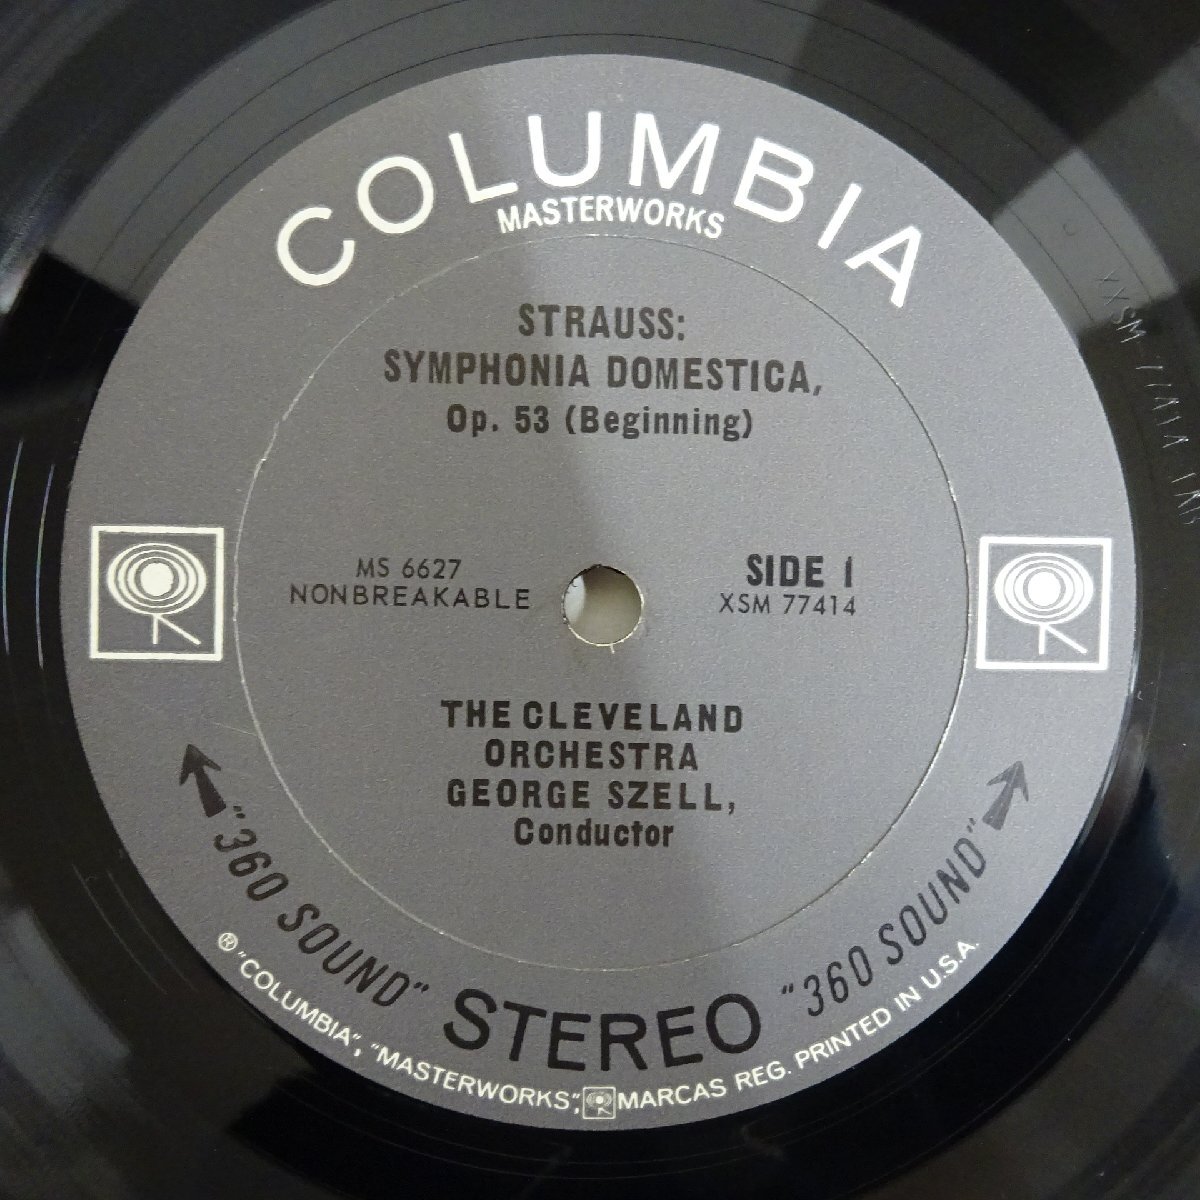 COLUMBIA
MASTERWORKS
STRAUSS:
SYMPHONIA DOMESTICA,
Op. 53 (Beginning)
MS 6627
NONBREAKABLE
SIDE 1
XSM 77414
THE CLEVELAND
ORCHESTRA
GEORGE SZELL,
Conductor
"360 SOUND" STEREO "360 SOUND"
® "COLUMBIA", "MASTERWORKS", MARCAS REG. PRINTED IN U.S.A.